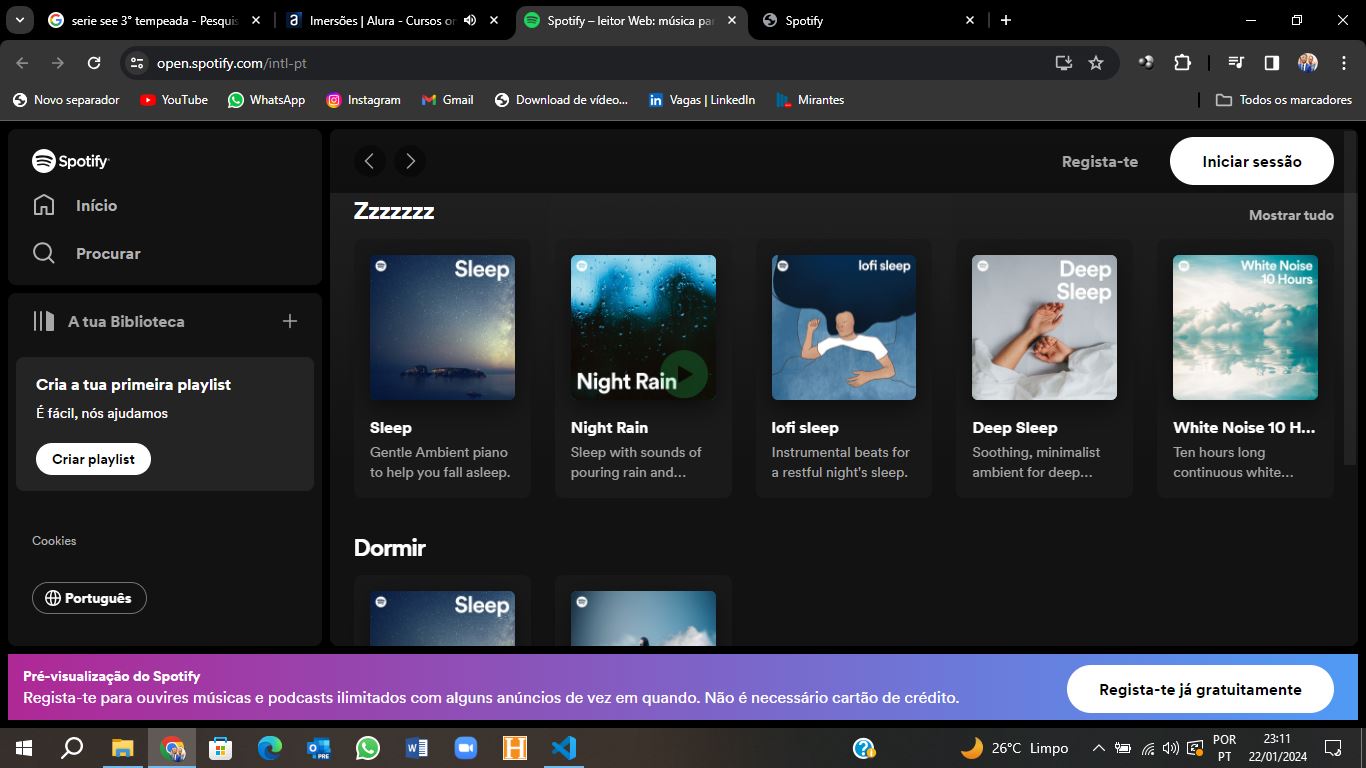 serie see 3° tempeada - Pesquis
Imersões | Alura - Cursos on
Spotify – leitor Web: música par
Spotify
open.spotify.com/intl-pt
Novo separador
YouTube
WhatsApp
Instagram
Gmail
Download de vídeo...
Vagas | LinkedIn
Mirantes
Todos os marcadores
Spotify
Início
Procurar
A tua Biblioteca
Cria a tua primeira playlist
É fácil, nós ajudamos
Criar playlist
Cookies
Português
Regista-te
Iniciar sessão
Zzzzzzz
Mostrar tudo
Sleep
Night Rain
lofi sleep
Deep
Sleep
White Noise
10 Hours
Sleep
Gentle Ambient piano
to help you fall asleep.
Night Rain
Sleep with sounds of
pouring rain and...
lofi sleep
Instrumental beats for
a restful night's sleep.
Deep Sleep
Soothing, minimalist
ambient for deep...
White Noise 10 H...
Ten hours long
continuous white...
Dormir
Sleep
Pré-visualização do Spotify
Regista-te para ouvires músicas e podcasts ilimitados com alguns anúncios de vez em quando. Não é necessário cartão de crédito.
Regista-te já gratuitamente
PRE
26°C Limpo
POR
PT
23:11
22/01/2024